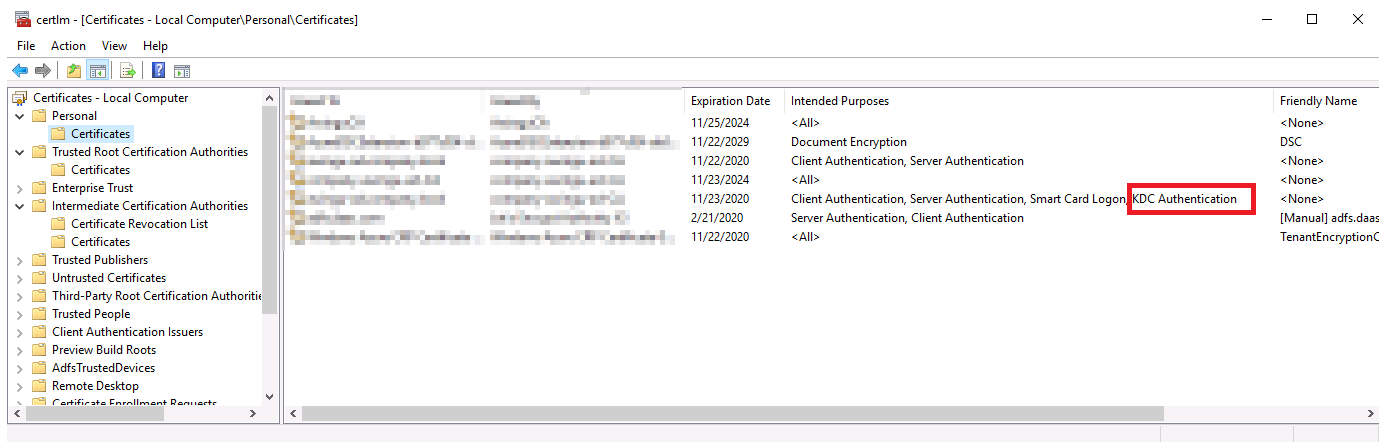 certlm - [Certificates - Local Computer\Personal\Certificates]
File Action View Help
Certificates - Local Computer
Personal
Certificates
Trusted Root Certification Authorities
Certificates
Enterprise Trust
Intermediate Certification Authorities
Certificate Revocation List
Certificates
Trusted Publishers
Untrusted Certificates
Third-Party Root Certification Authoritie
Trusted People
Client Authentication Issuers
Preview Build Roots
AdfsTrustedDevices
Remote Desktop
Certificate Enrollment Requests
Expiration Date Intended Purposes Friendly Name
11/25/2024 <All> <None>
11/22/2029 Document Encryption DSC
11/22/2020 Client Authentication, Server Authentication <None>
11/23/2024 <All> <None>
11/23/2020 Client Authentication, Server Authentication, Smart Card Logon, KDC Authentication <None>
2/21/2020 Server Authentication, Client Authentication [Manual] adfs.daas
11/22/2020 <All> TenantEncryptionC